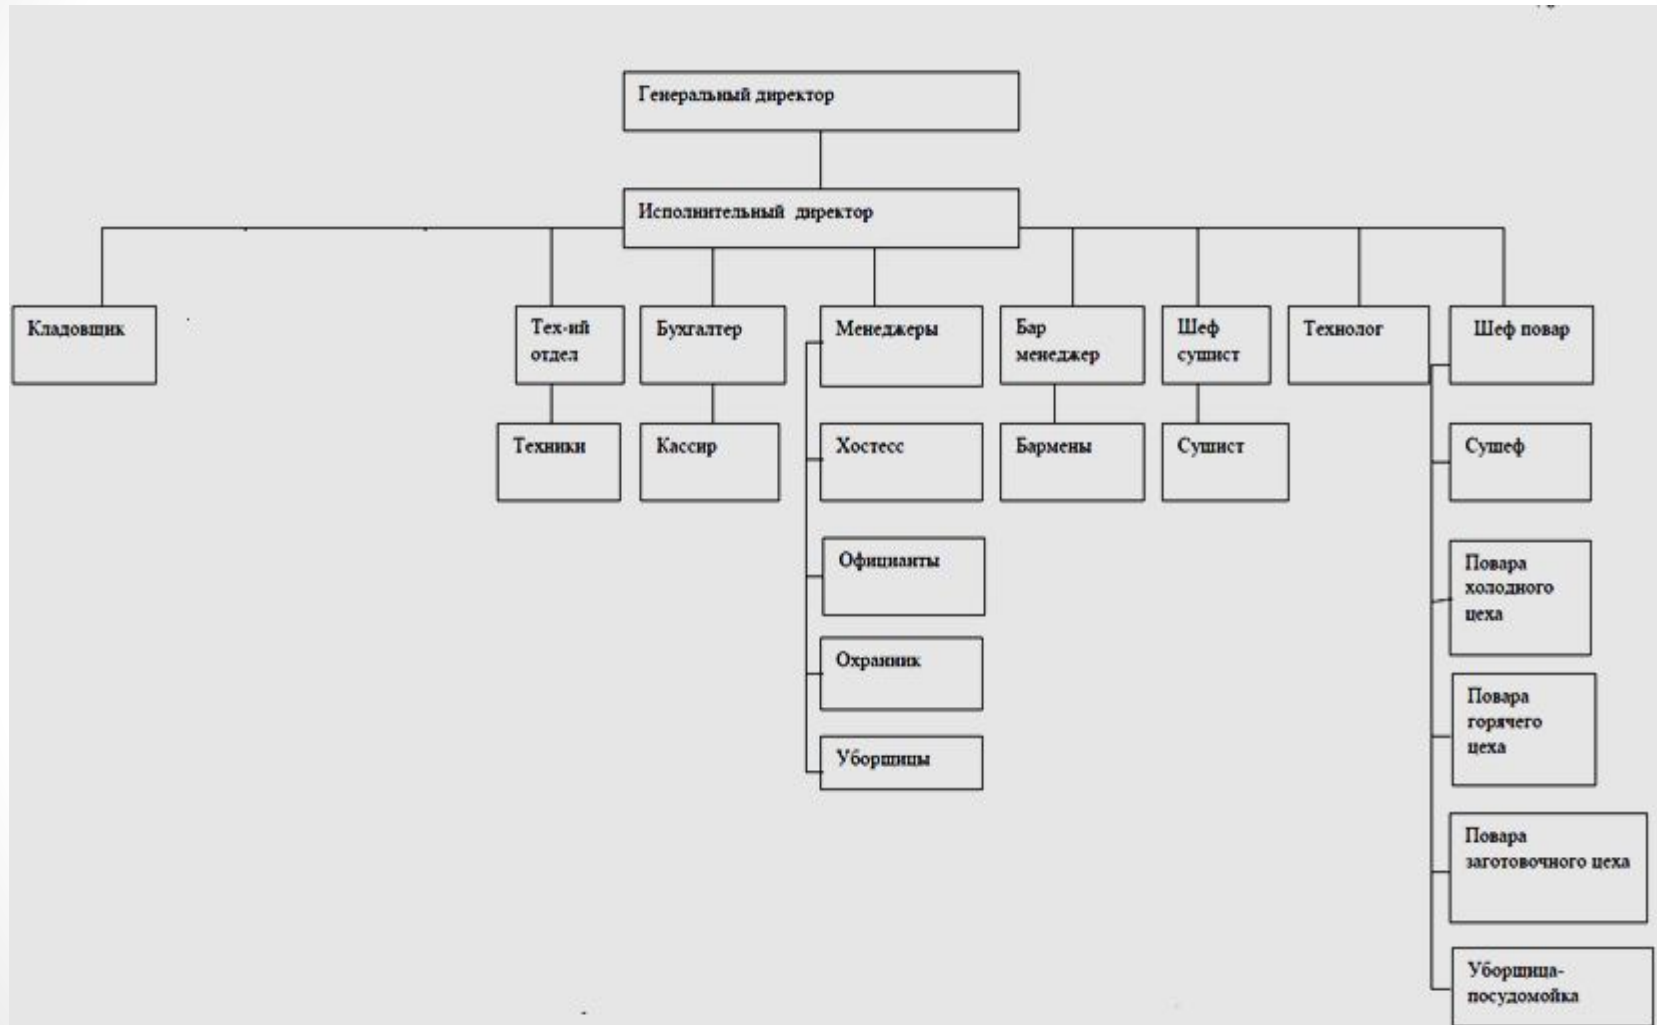 Генеральный директор
Исполнительный директор
Кладовщик
Тех-ий
отдел
Бухгалтер
Менеджеры
Бар
менеджер
Шеф
сушист
Технолог
Шеф повар
Техники
Кассир
Хостесс
Бармены
Сушист
Сушеф
Официанты
Повара
холодного
цеха
Охранник
Повара
горячего
цеха
Уборщицы
Повара
заготовочного цеха
Уборщица-
посудомойка